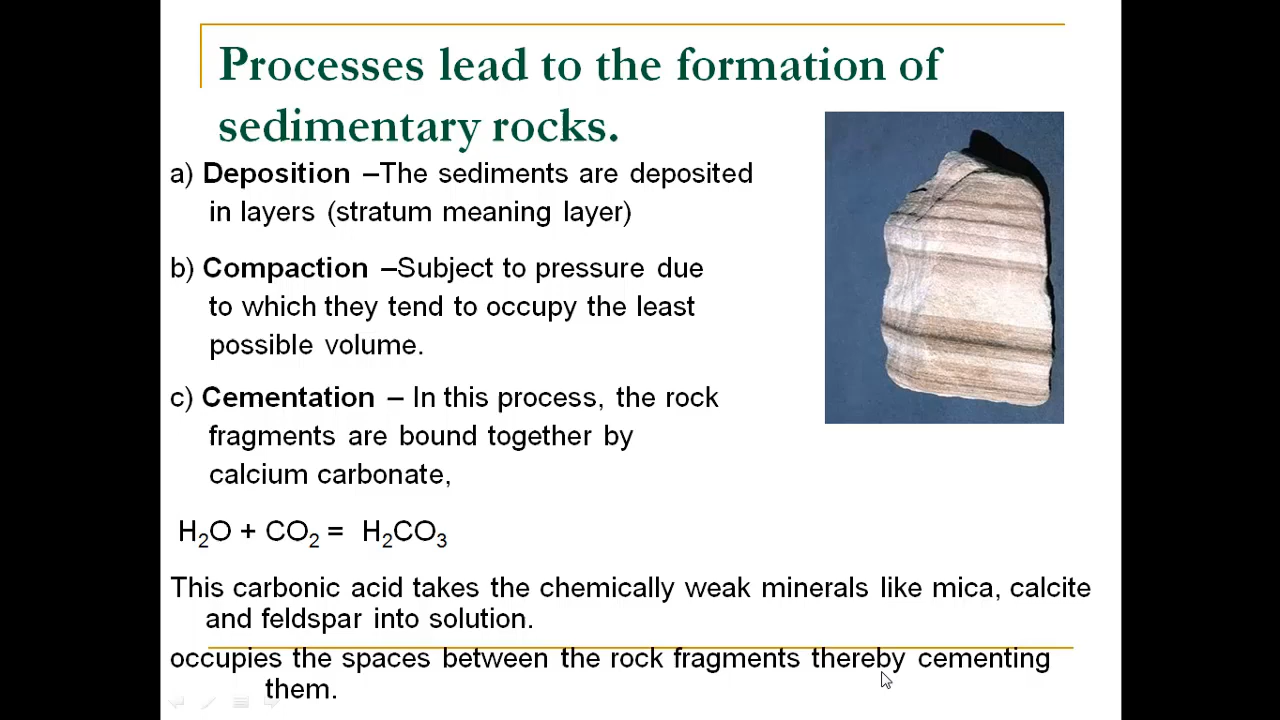 Processes lead to the formation of
sedimentary rocks.
a) Deposition –The sediments are deposited
in layers (stratum meaning layer)
b) Compaction –Subject to pressure due
to which they tend to occupy the least
possible volume.
c) Cementation – In this process, the rock
fragments are bound together by
calcium carbonate,
H₂O + CO₂ = H₂CO₃
This carbonic acid takes the chemically weak minerals like mica, calcite
and feldspar into solution.
occupies the spaces between the rock fragments thereby cementing
them.